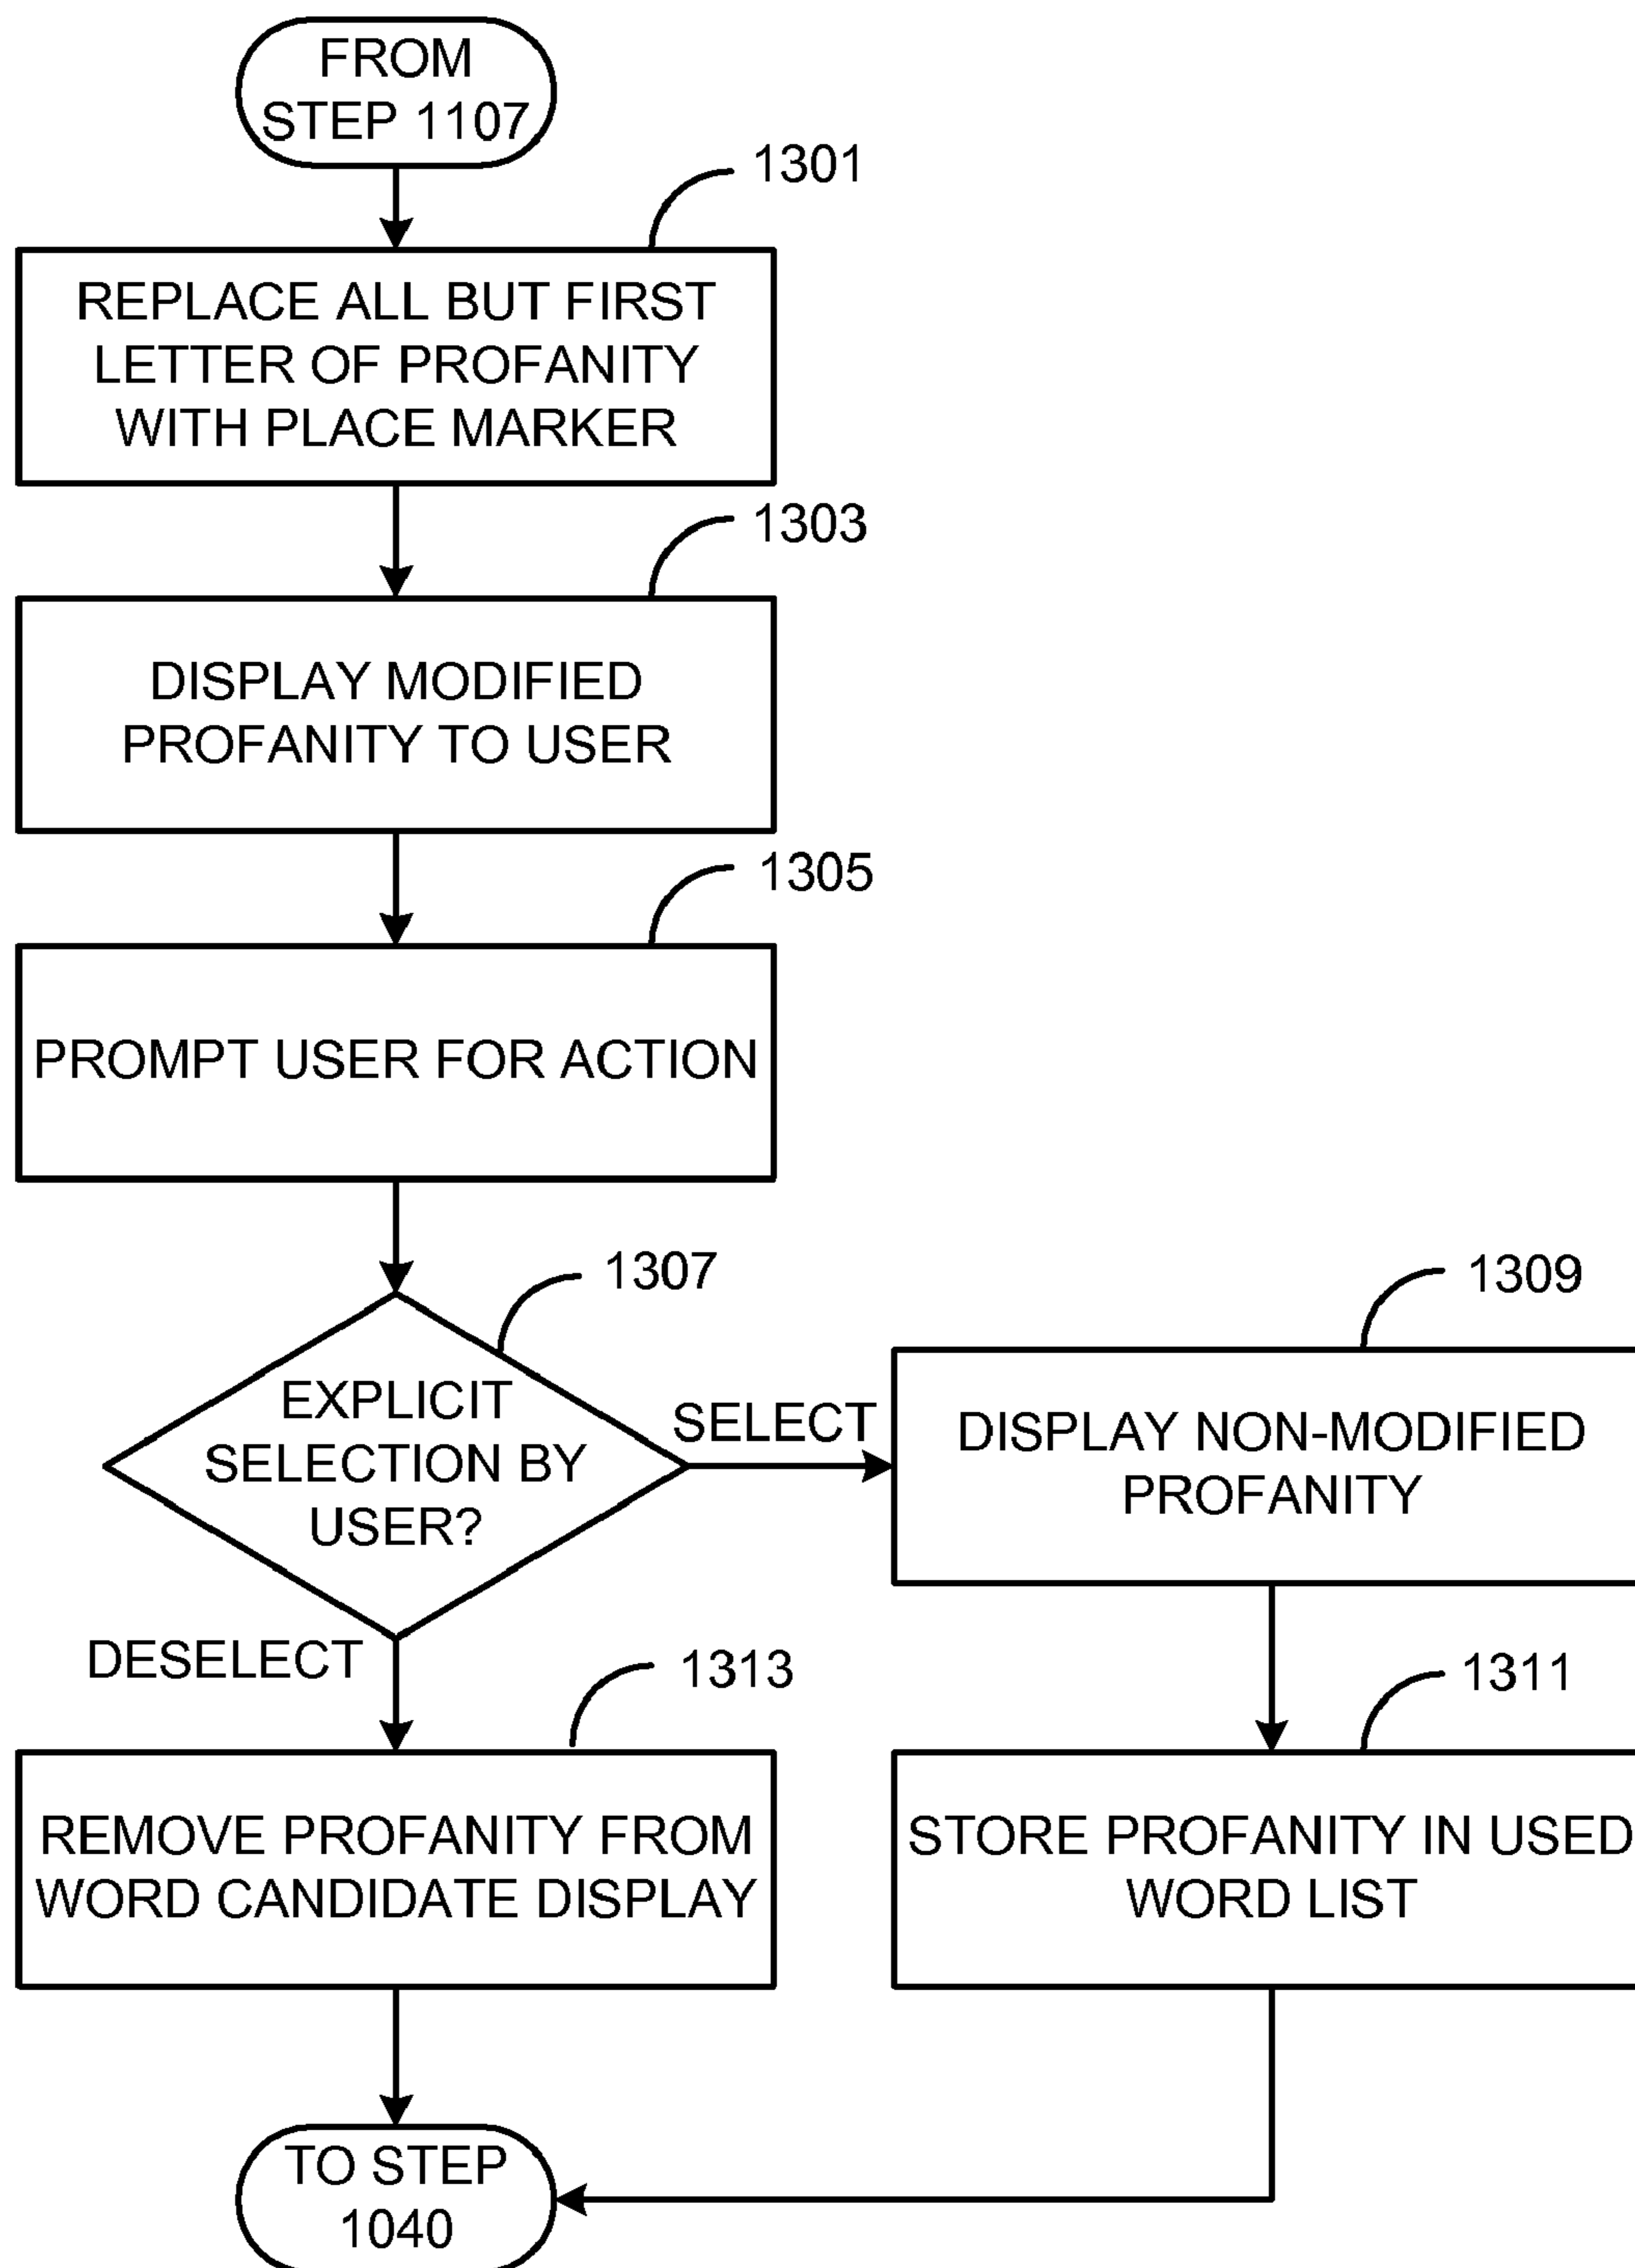 FROM
STEP 1107
1301
REPLACE ALL BUT FIRST
LETTER OF PROFANITY
WITH PLACE MARKER
1303
DISPLAY MODIFIED
PROFANITY TO USER
1305
PROMPT USER FOR ACTION
1307
EXPLICIT
SELECTION BY
USER?
SELECT
1309
DISPLAY NON-MODIFIED
PROFANITY
DESELECT
1313
REMOVE PROFANITY FROM
WORD CANDIDATE DISPLAY
1311
STORE PROFANITY IN USED
WORD LIST
TO STEP
1040